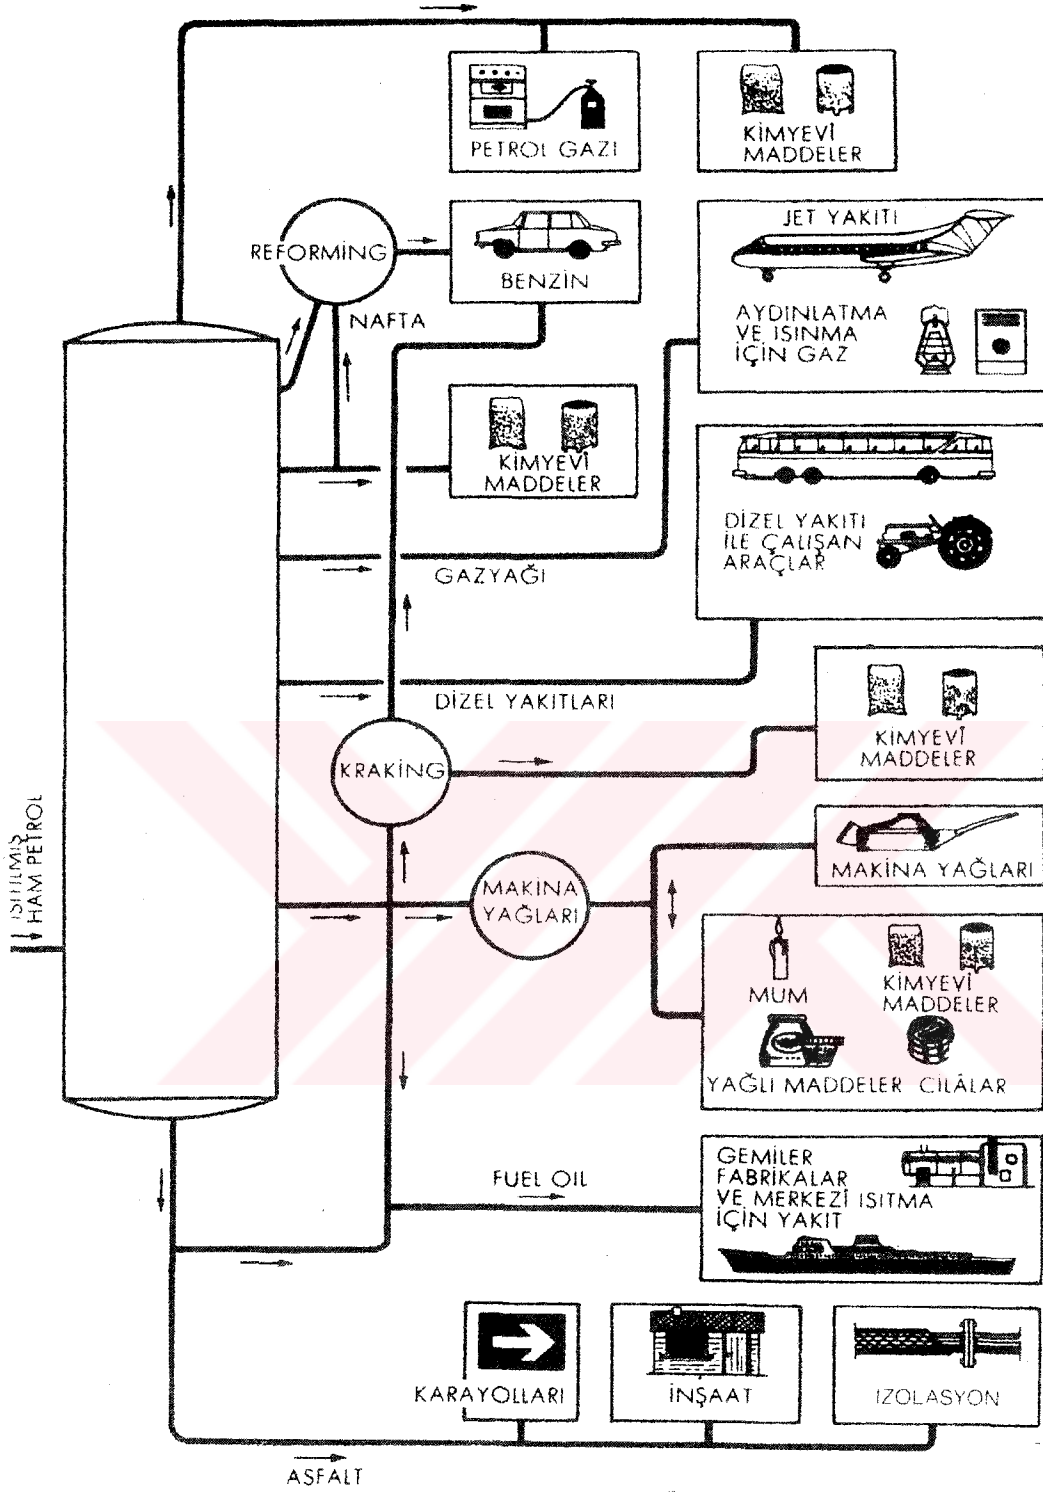 PETROL GAZI
KİMYEVİ
MADDELER
REFORMİNG
BENZİN
NAFTA
JET YAKITI
AYDINLATMA
VE ISINMA
İÇİN GAZ
KİMYEVİ
MADDELER
DİZEL YAKITI
İLE ÇALIŞAN
ARAÇLAR
GAZYAĞI
DİZEL YAKITLARI
KRAKİNG
KİMYEVİ
MADDELER
ISITILMIŞ
HAM PETROL
MAKİNA
YAĞLARI
MAKİNA YAĞLARI
MUM
KİMYEVİ
MADDELER
YAĞLI MADDELER
CİLÂLAR
FUEL OIL
GEMİLER
FABRİKALAR
VE MERKEZİ ISITMA
İÇİN YAKIT
KARAYOLLARI
İNŞAAT
IZOLASYON
ASFALT